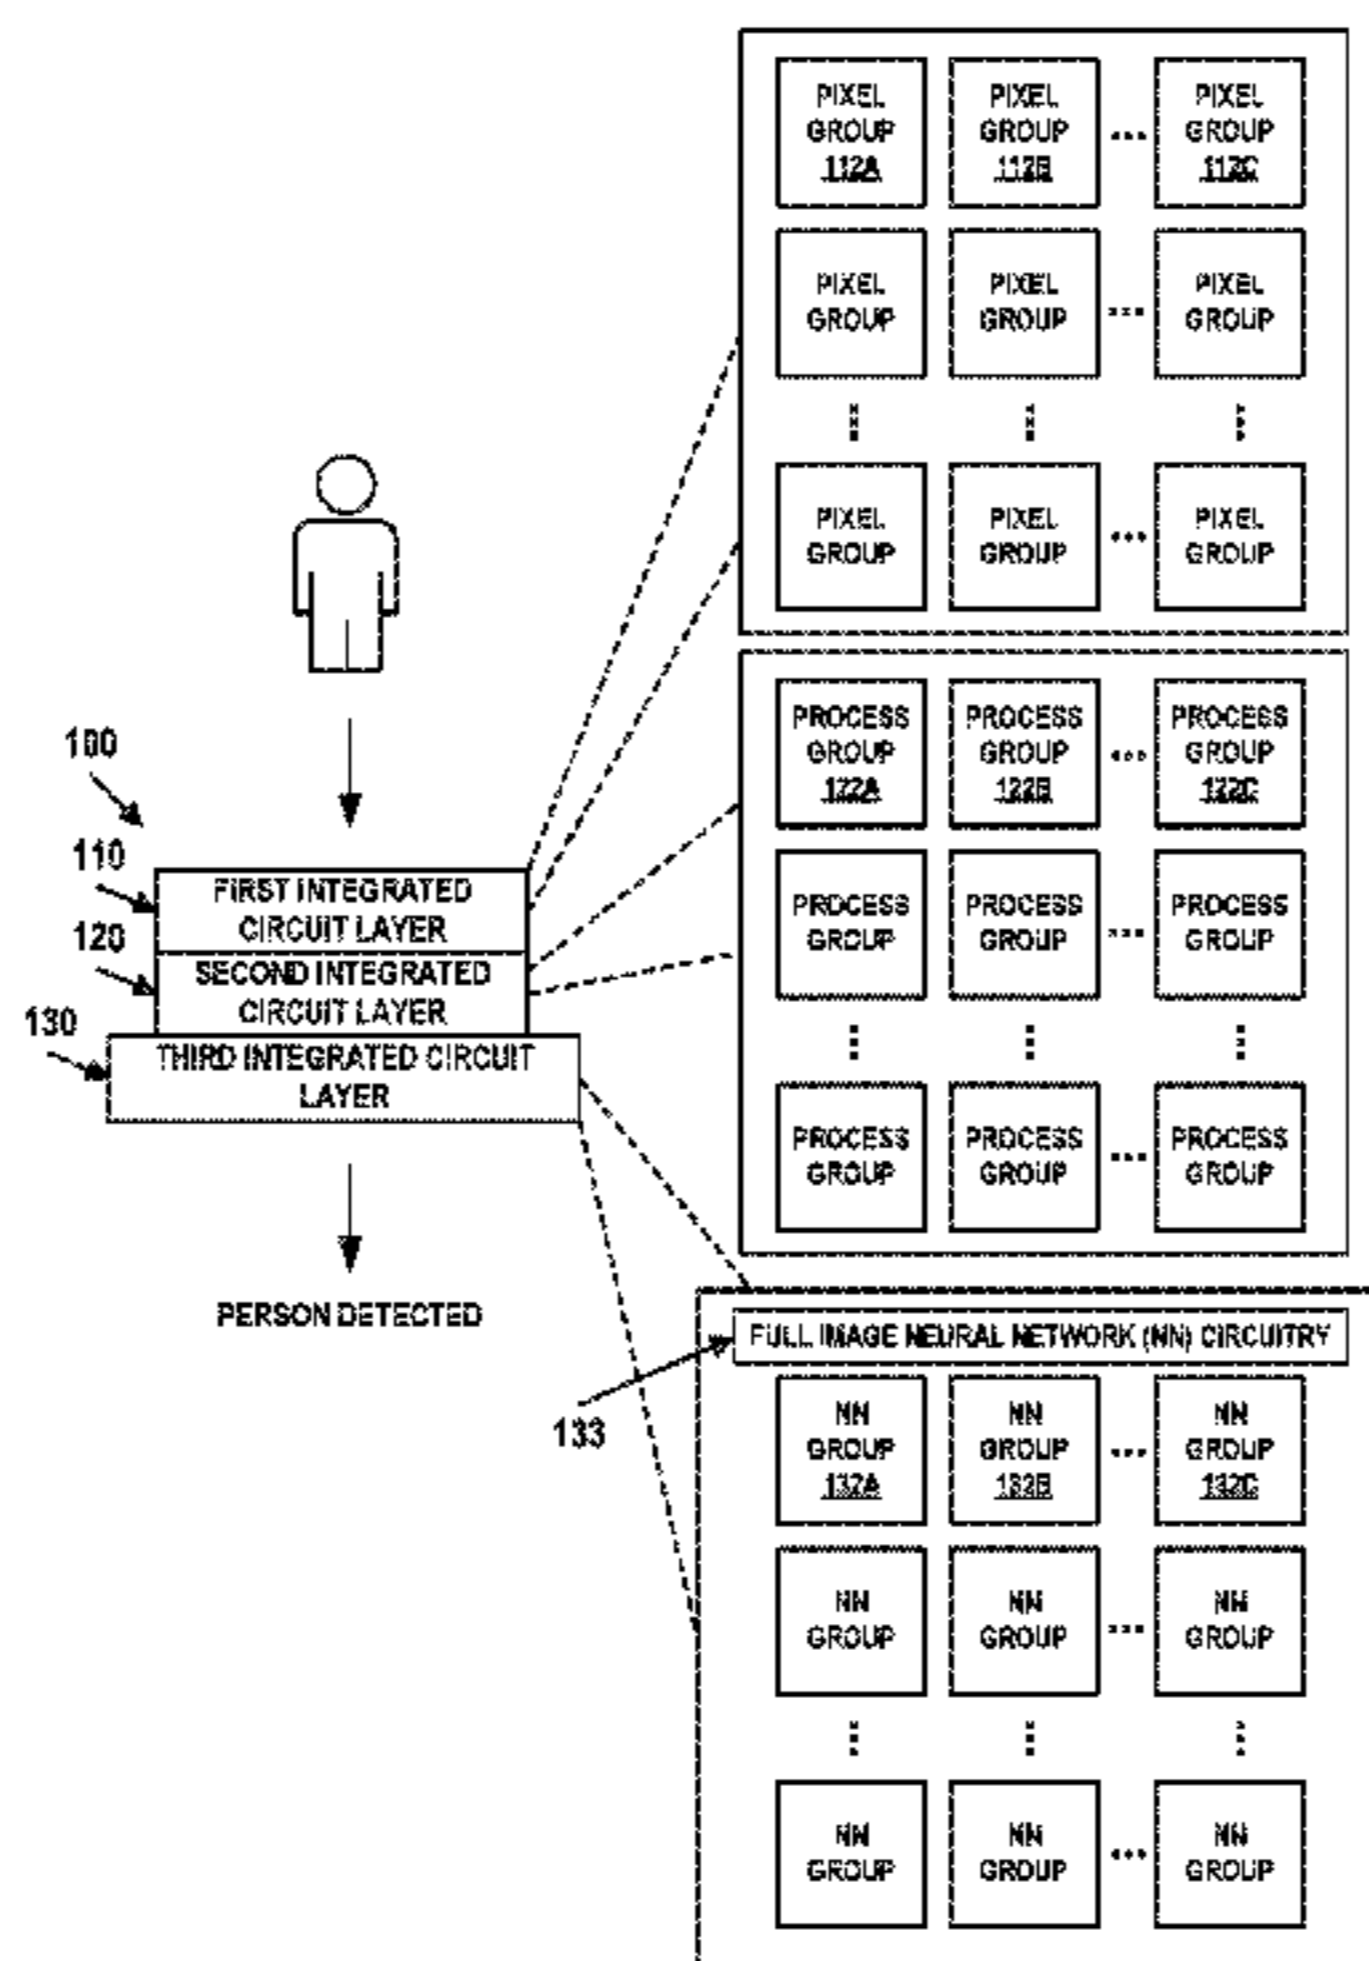 PIXEL GROUP 112A
PIXEL GROUP 112B
...
PIXEL GROUP 112C
PIXEL GROUP
PIXEL GROUP
...
PIXEL GROUP
PIXEL GROUP
PIXEL GROUP
...
PIXEL GROUP
100
110
FIRST INTEGRATED
CIRCUIT LAYER
120
SECOND INTEGRATED
CIRCUIT LAYER
130
THIRD INTEGRATED CIRCUIT
LAYER
PERSON DETECTED
PROCESS GROUP 122A
PROCESS GROUP 122B
...
PROCESS GROUP 122C
PROCESS GROUP
PROCESS GROUP
...
PROCESS GROUP
PROCESS GROUP
PROCESS GROUP
...
PROCESS GROUP
FULL IMAGE NEURAL NETWORK (NN) CIRCUITRY
133
NN GROUP 132A
NN GROUP 132B
...
NN GROUP 132C
NN GROUP
NN GROUP
...
NN GROUP
NN GROUP
NN GROUP
...
NN GROUP